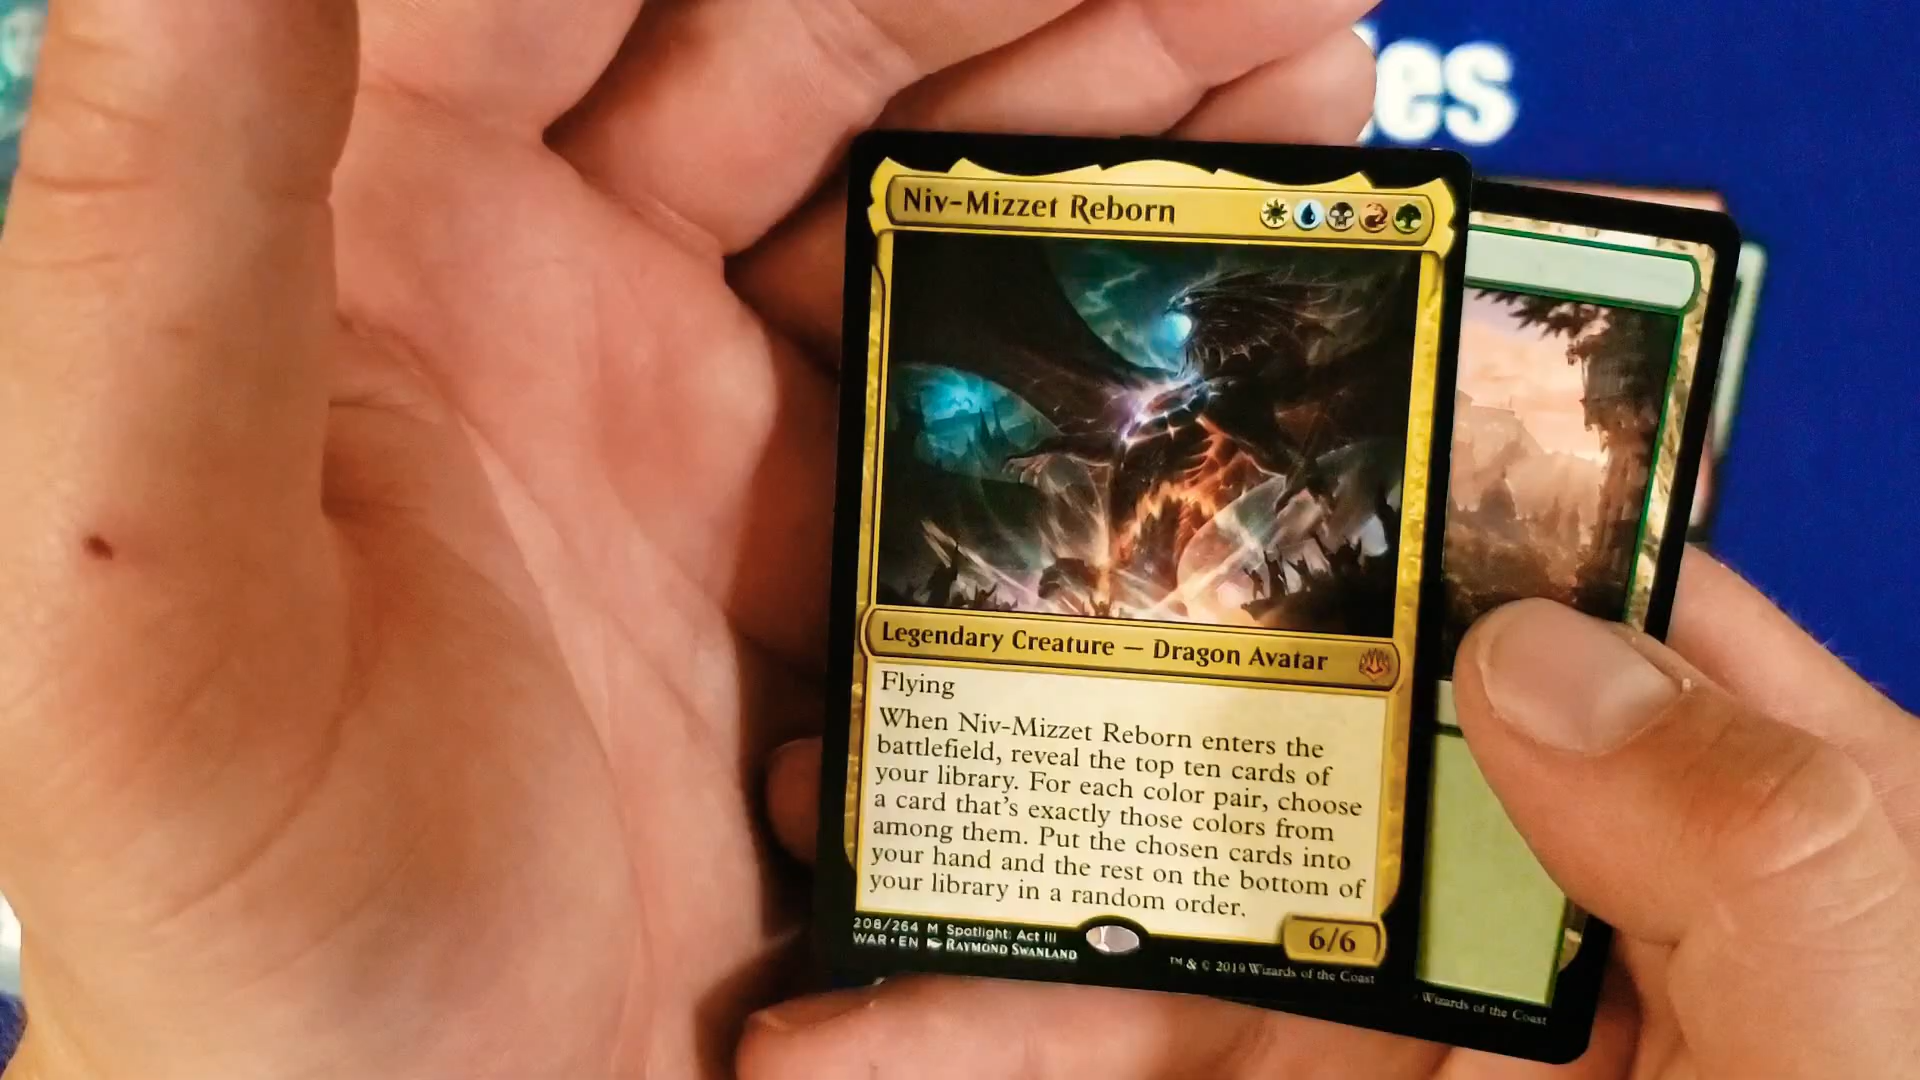 Niv-Mizzet Reborn
Legendary Creature — Dragon Avatar
Flying
When Niv-Mizzet Reborn enters the
battlefield, reveal the top ten cards of
your library. For each color pair, choose
a card that's exactly those colors from
among them. Put the chosen cards into
your hand and the rest on the bottom of
your library in a random order.
6/6
208/264 M Spotlight: Act III
WAR • EN RAYMOND SWANLAND
™ & © 2019 Wizards of the Coast
Wizards of the Coast